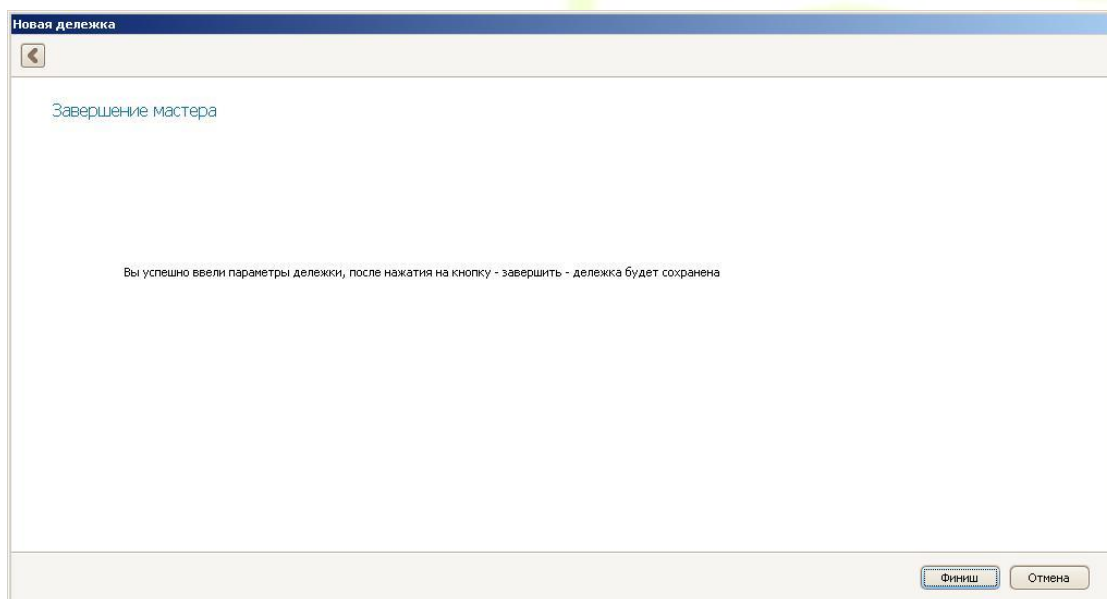 Новая дележка
Завершение мастера
Вы успешно ввели параметры дележки, после нажатия на кнопку - завершить - дележка будет сохранена
Финиш
Отмена